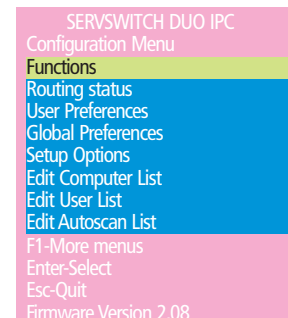 SERVSWITCH DUO IPC
Configuration Menu
Functions
Routing status
User Preferences
Global Preferences
Setup Options
Edit Computer List
Edit User List
Edit Autoscan List
F1-More menus
Enter-Select
Esc-Quit
Firmware Version 2.08